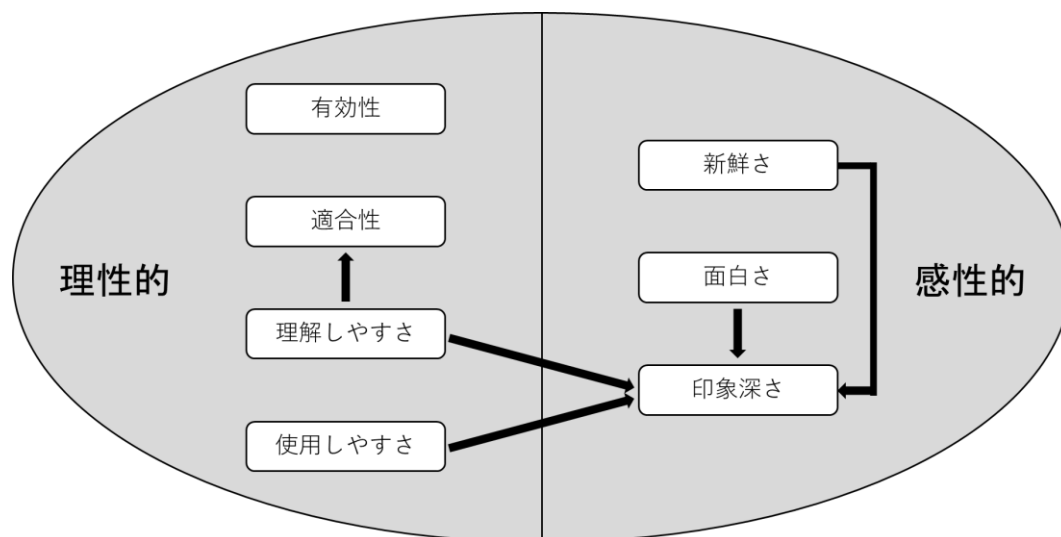 有効性
適合性
理性的
理解しやすさ
使用しやすさ
新鮮さ
面白さ
感性的
印象深さ